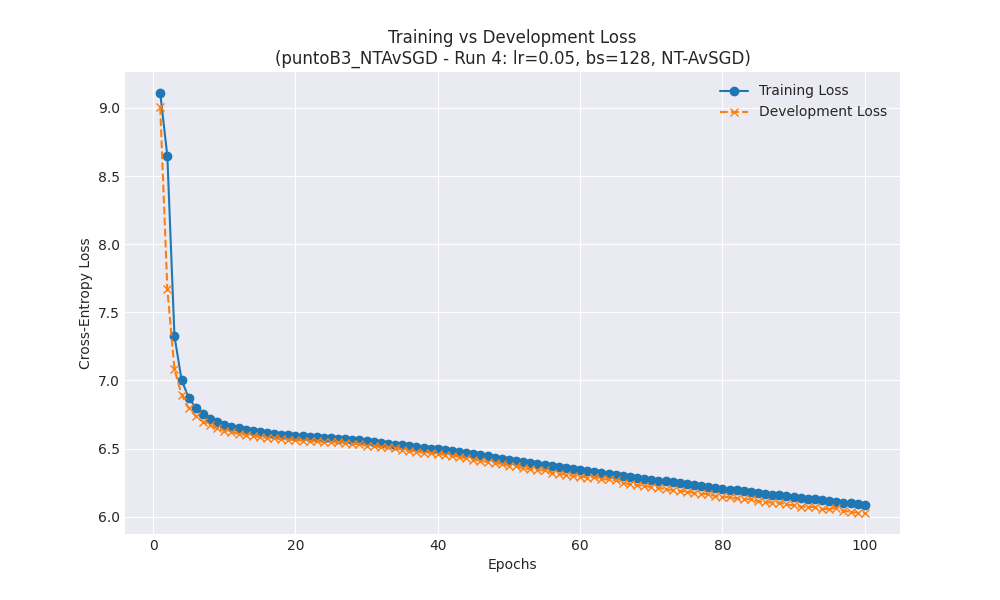 Training vs Development Loss
(puntoB3_NTAvSGD - Run 4: lr=0.05, bs=128, NT-AvSGD)
Training Loss
Development Loss
Cross-Entropy Loss
9.0
8.5
8.0
7.5
7.0
6.5
6.0
0 20 40 60 80 100
Epochs